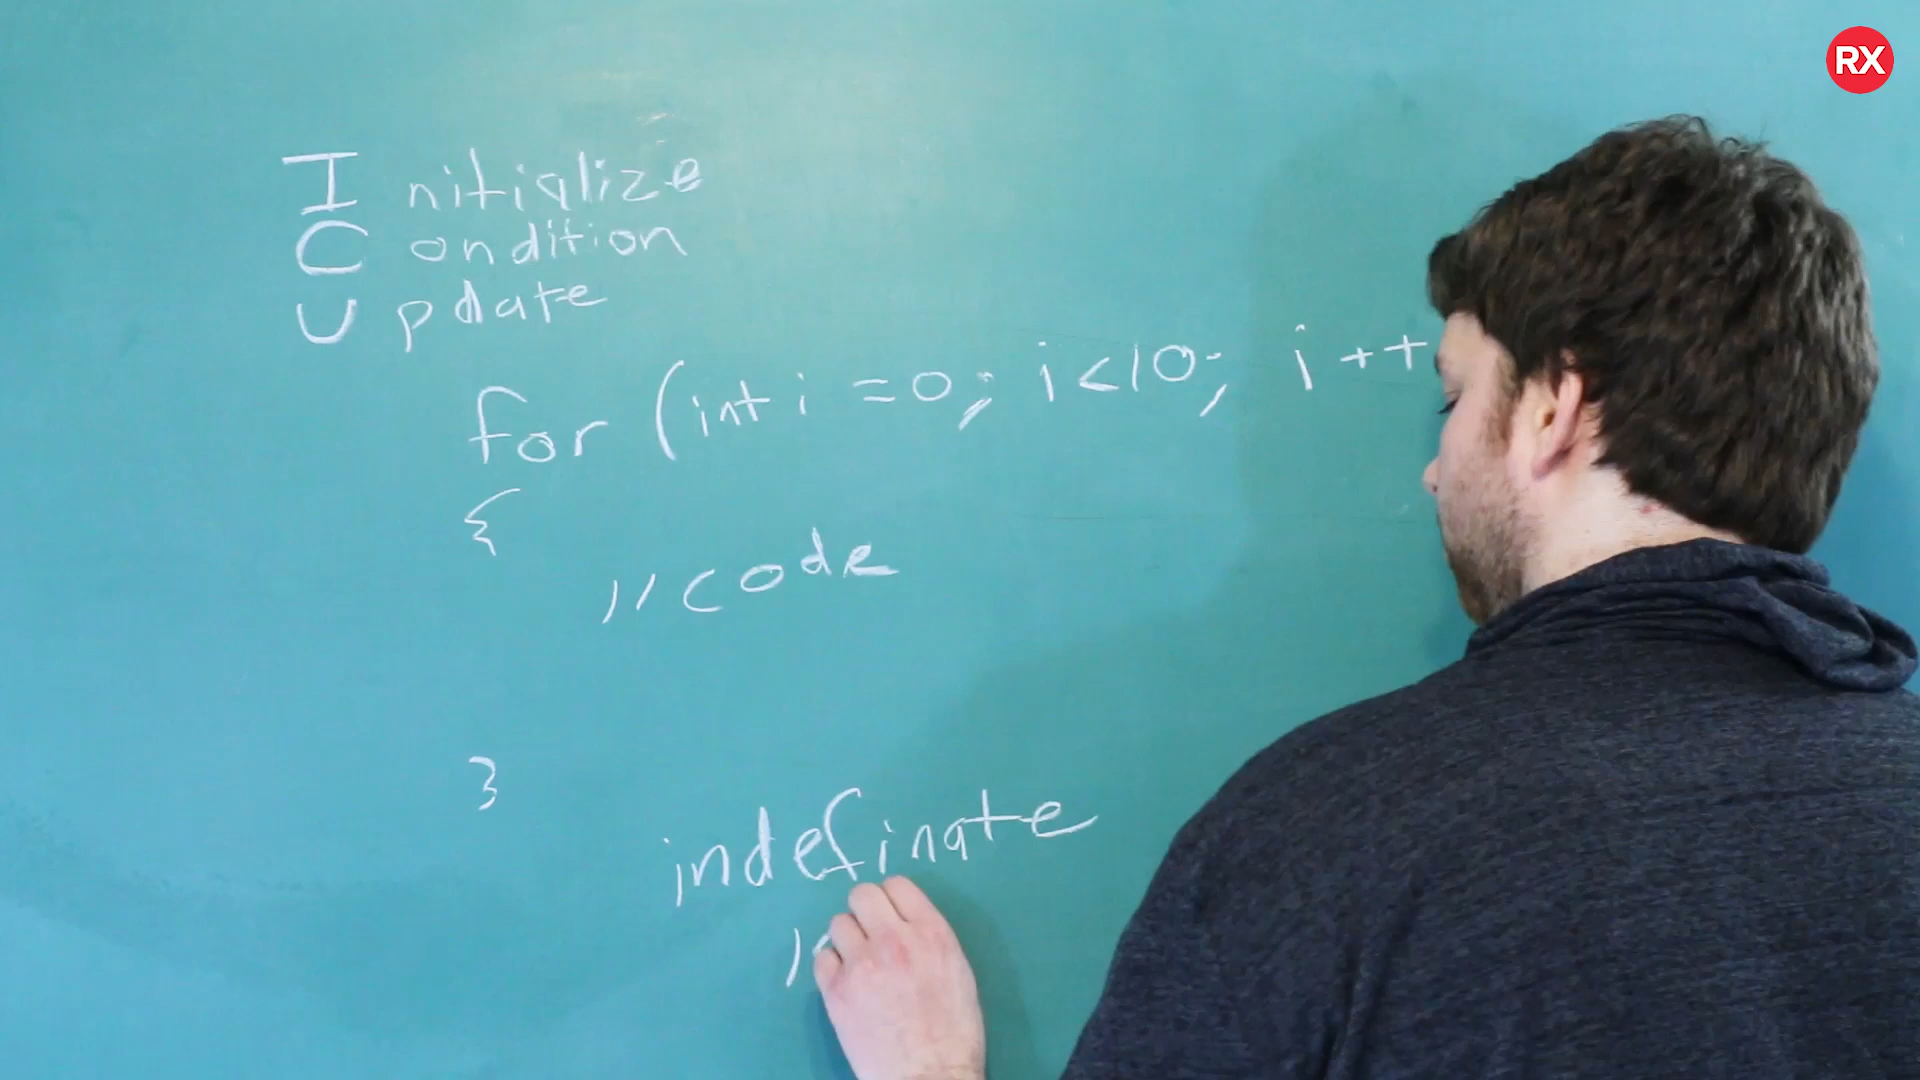 RX
Initialize
Condition
Update
for (int i = 0; i<10; i++
{
//code
}
indefinate